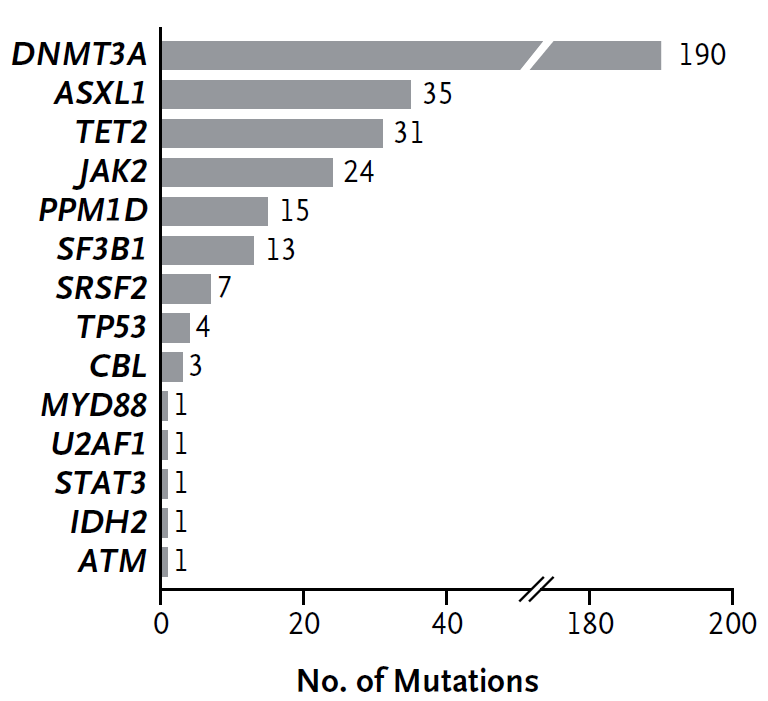 DNMT3A 190
ASXL1 35
TET2 31
JAK2 24
PPM1D 15
SF3B1 13
SRSF2 7
TP53 4
CBL 3
MYD88 1
U2AF1 1
STAT3 1
IDH2 1
ATM 1
0 20 40 180 200
No. of Mutations